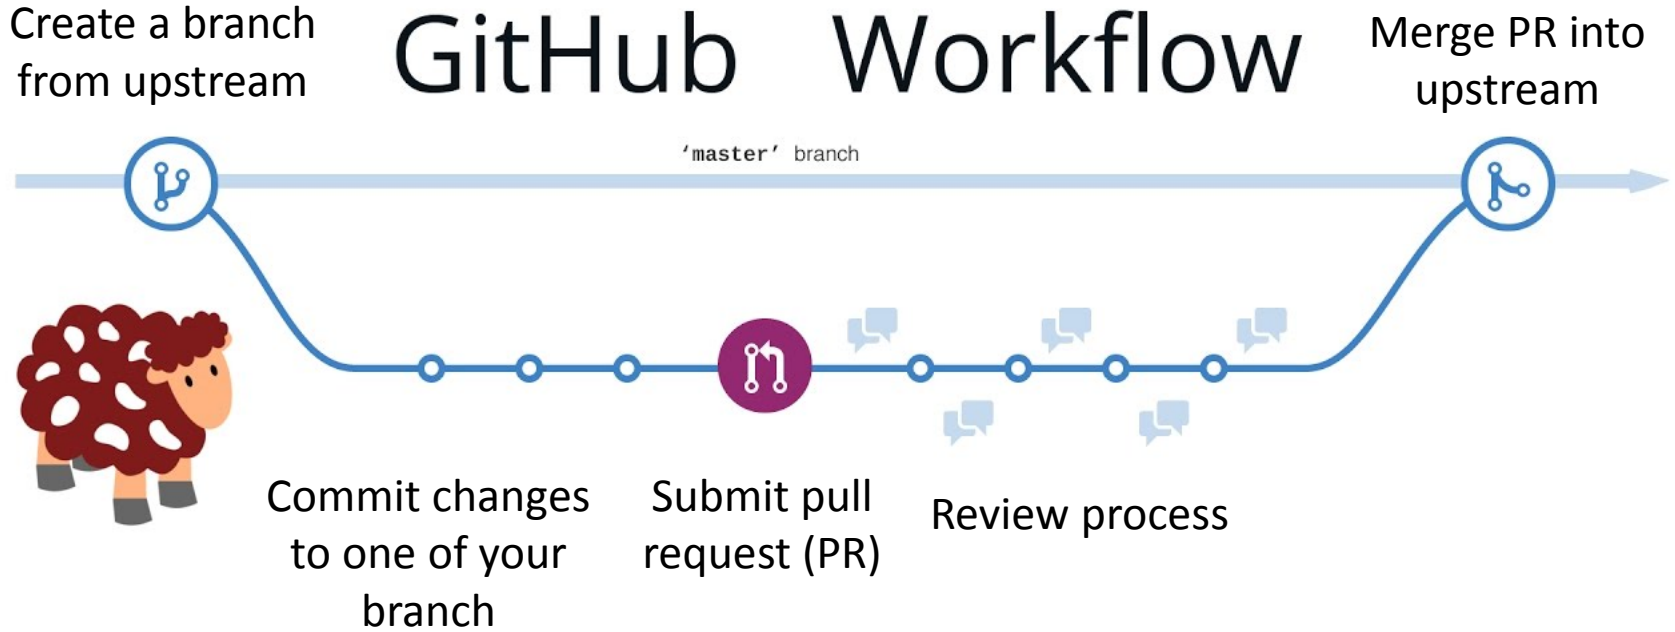 Create a branch
from upstream
GitHub Workflow
Merge PR into
upstream
‘master’ branch
Commit changes
to one of your
branch
Submit pull
request (PR)
Review process